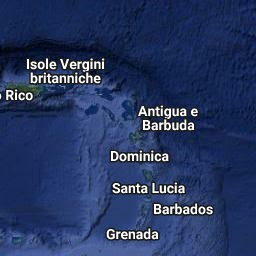 Isole Vergini
britanniche
o Rico
Antigua e
Barbuda
Dominica
Santa Lucia
Barbados
Grenada